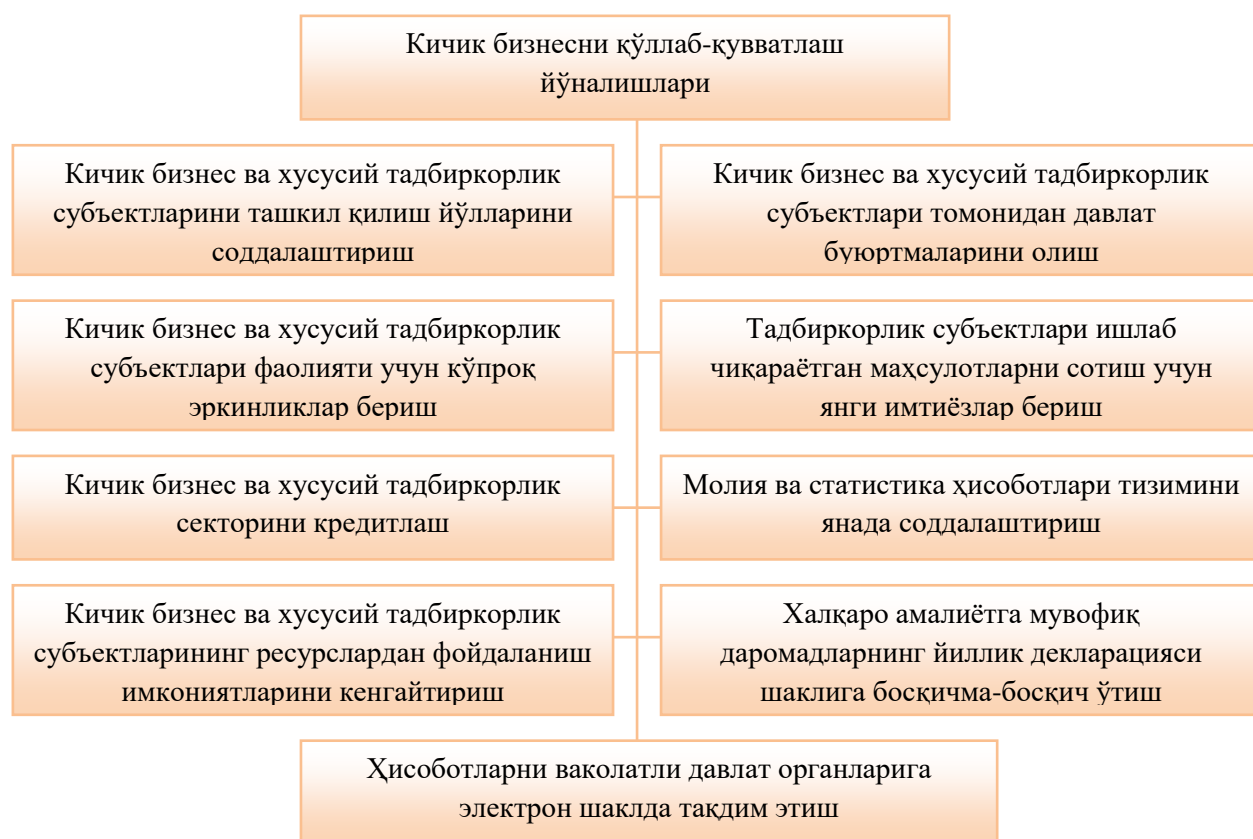 Кичик бизнесни қўллаб-қувватлаш
йўналишлари
Кичик бизнес ва хусусий тадбиркорлик
субъектларини ташкил қилиш йўлларини
соддалаштириш
Кичик бизнес ва хусусий тадбиркорлик
субъектлари томонидан давлат
буюртмаларини олиш
Кичик бизнес ва хусусий тадбиркорлик
субъектлари фаолияти учун кўпроқ
эркинликлар бериш
Тадбиркорлик субъектлари ишлаб
чиқараётган маҳсулотларни сотиш учун
янги имтиёзлар бериш
Кичик бизнес ва хусусий тадбиркорлик
секторини кредитлаш
Молия ва статистика ҳисоботлари тизимини
янада соддалаштириш
Кичик бизнес ва хусусий тадбиркорлик
субъектларининг ресурслардан фойдаланиш
имкониятларини кенгайтириш
Халқаро амалиётга мувофиқ
даромадларнинг йиллик декларацияси
шаклига босқичма-босқич ўтиш
Ҳисоботларни ваколатли давлат органларига
электрон шаклда тақдим этиш